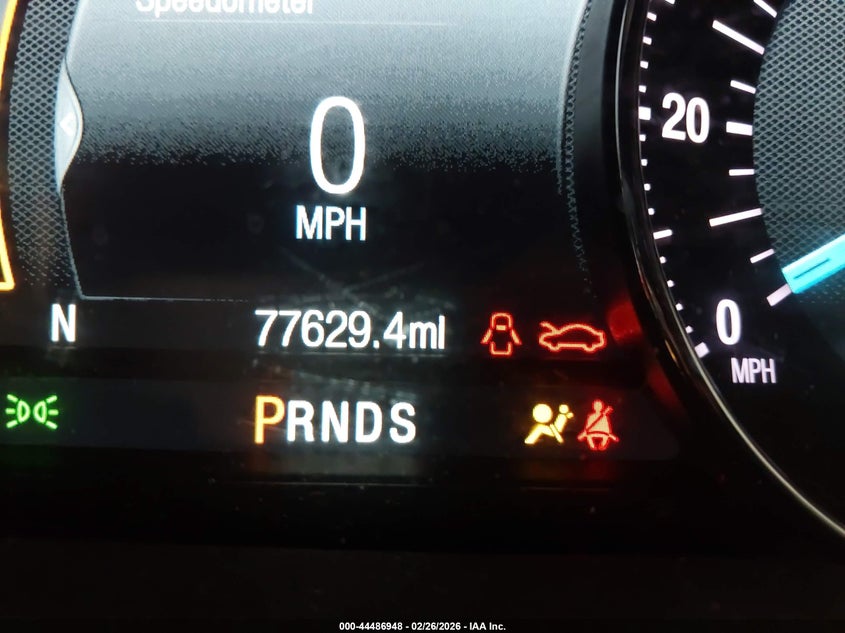 Speedometer
0
MPH
20
N
77629.4mi
0
MPH
PRNDS
000-44486948 - 02/26/2026 - IAA Inc.